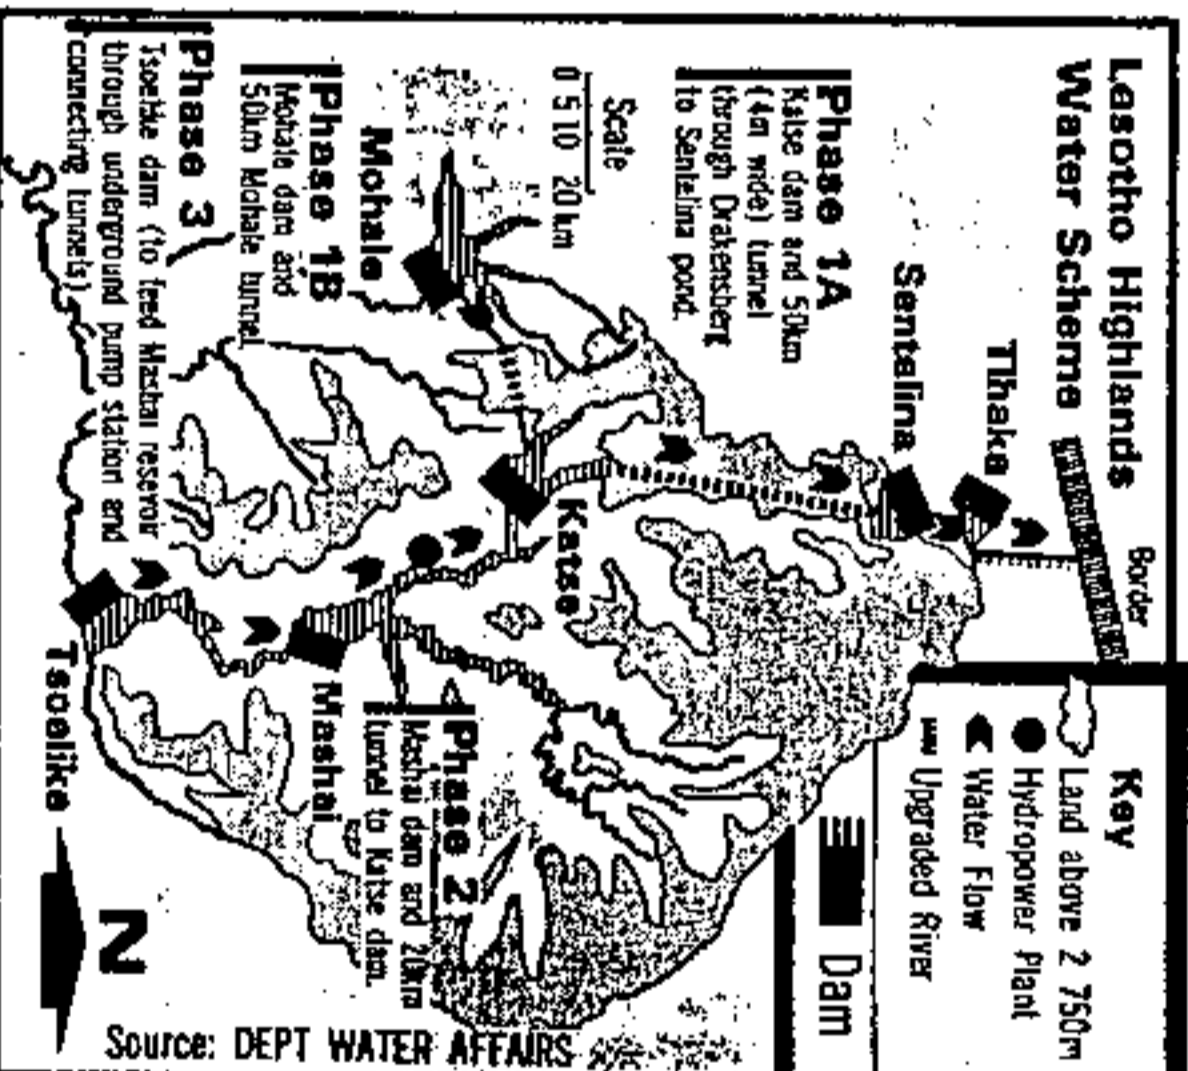 Lesotho Highlands
Water Scheme
Border
Tlhaka
Sentelina
Phase 1A
Katse dam and 50km
(4m wide) tunnel
through Drakensberg
to Sentelina pond.
Scale
0 5 10 20km
Mohale
Phase 1B
Mohale dam and
50km Mohale tunnel
Phase 3
Tsoelike dam (to feed Mashai reservoir
through underground pump station and
connecting tunnels)
Katse
Mashai
Tsoelike
Phase 2
Mashai dam and 20km
tunnel to Katse dam.
Key
Land above 2 750m
Hydropower Plant
Water Flow
Upgraded River
Dam
N
Source: DEPT WATER AFFAIRS